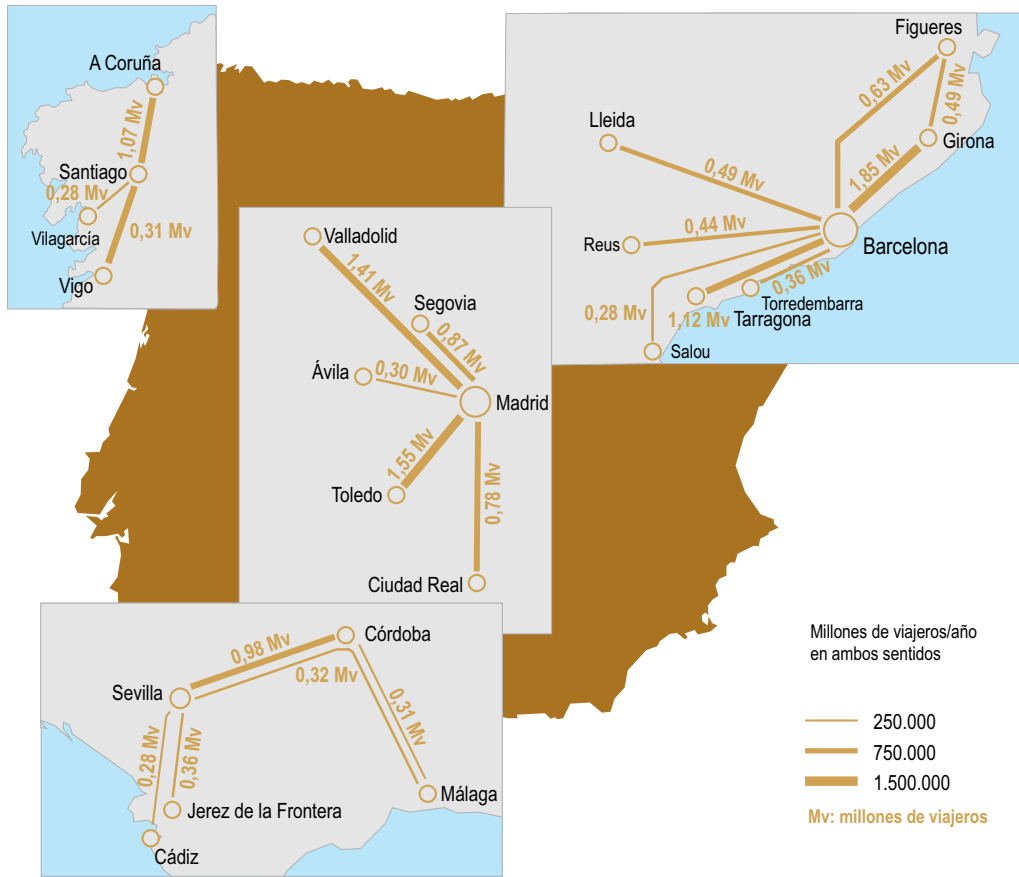 A Coruña
1,07 Mv
Santiago
0,28 Mv
Vilagarcía
0,31 Mv
Vigo
Figueres
0,63 Mv
0,49 Mv
Lleida
Girona
0,49 Mv
1,85 Mv
Reus
0,44 Mv
Barcelona
0,36 Mv
Torredembarra
0,28 Mv
1,12 Mv
Tarragona
Salou
Valladolid
1,41 Mv
Segovia
0,87 Mv
Ávila
0,30 Mv
Madrid
1,55 Mv
Toledo
0,78 Mv
Ciudad Real
Córdoba
0,98 Mv
0,32 Mv
Sevilla
0,31 Mv
0,28 Mv
0,36 Mv
Málaga
Jerez de la Frontera
Cádiz
Millones de viajeros/año
en ambos sentidos
250.000
750.000
1.500.000
Mv: millones de viajeros